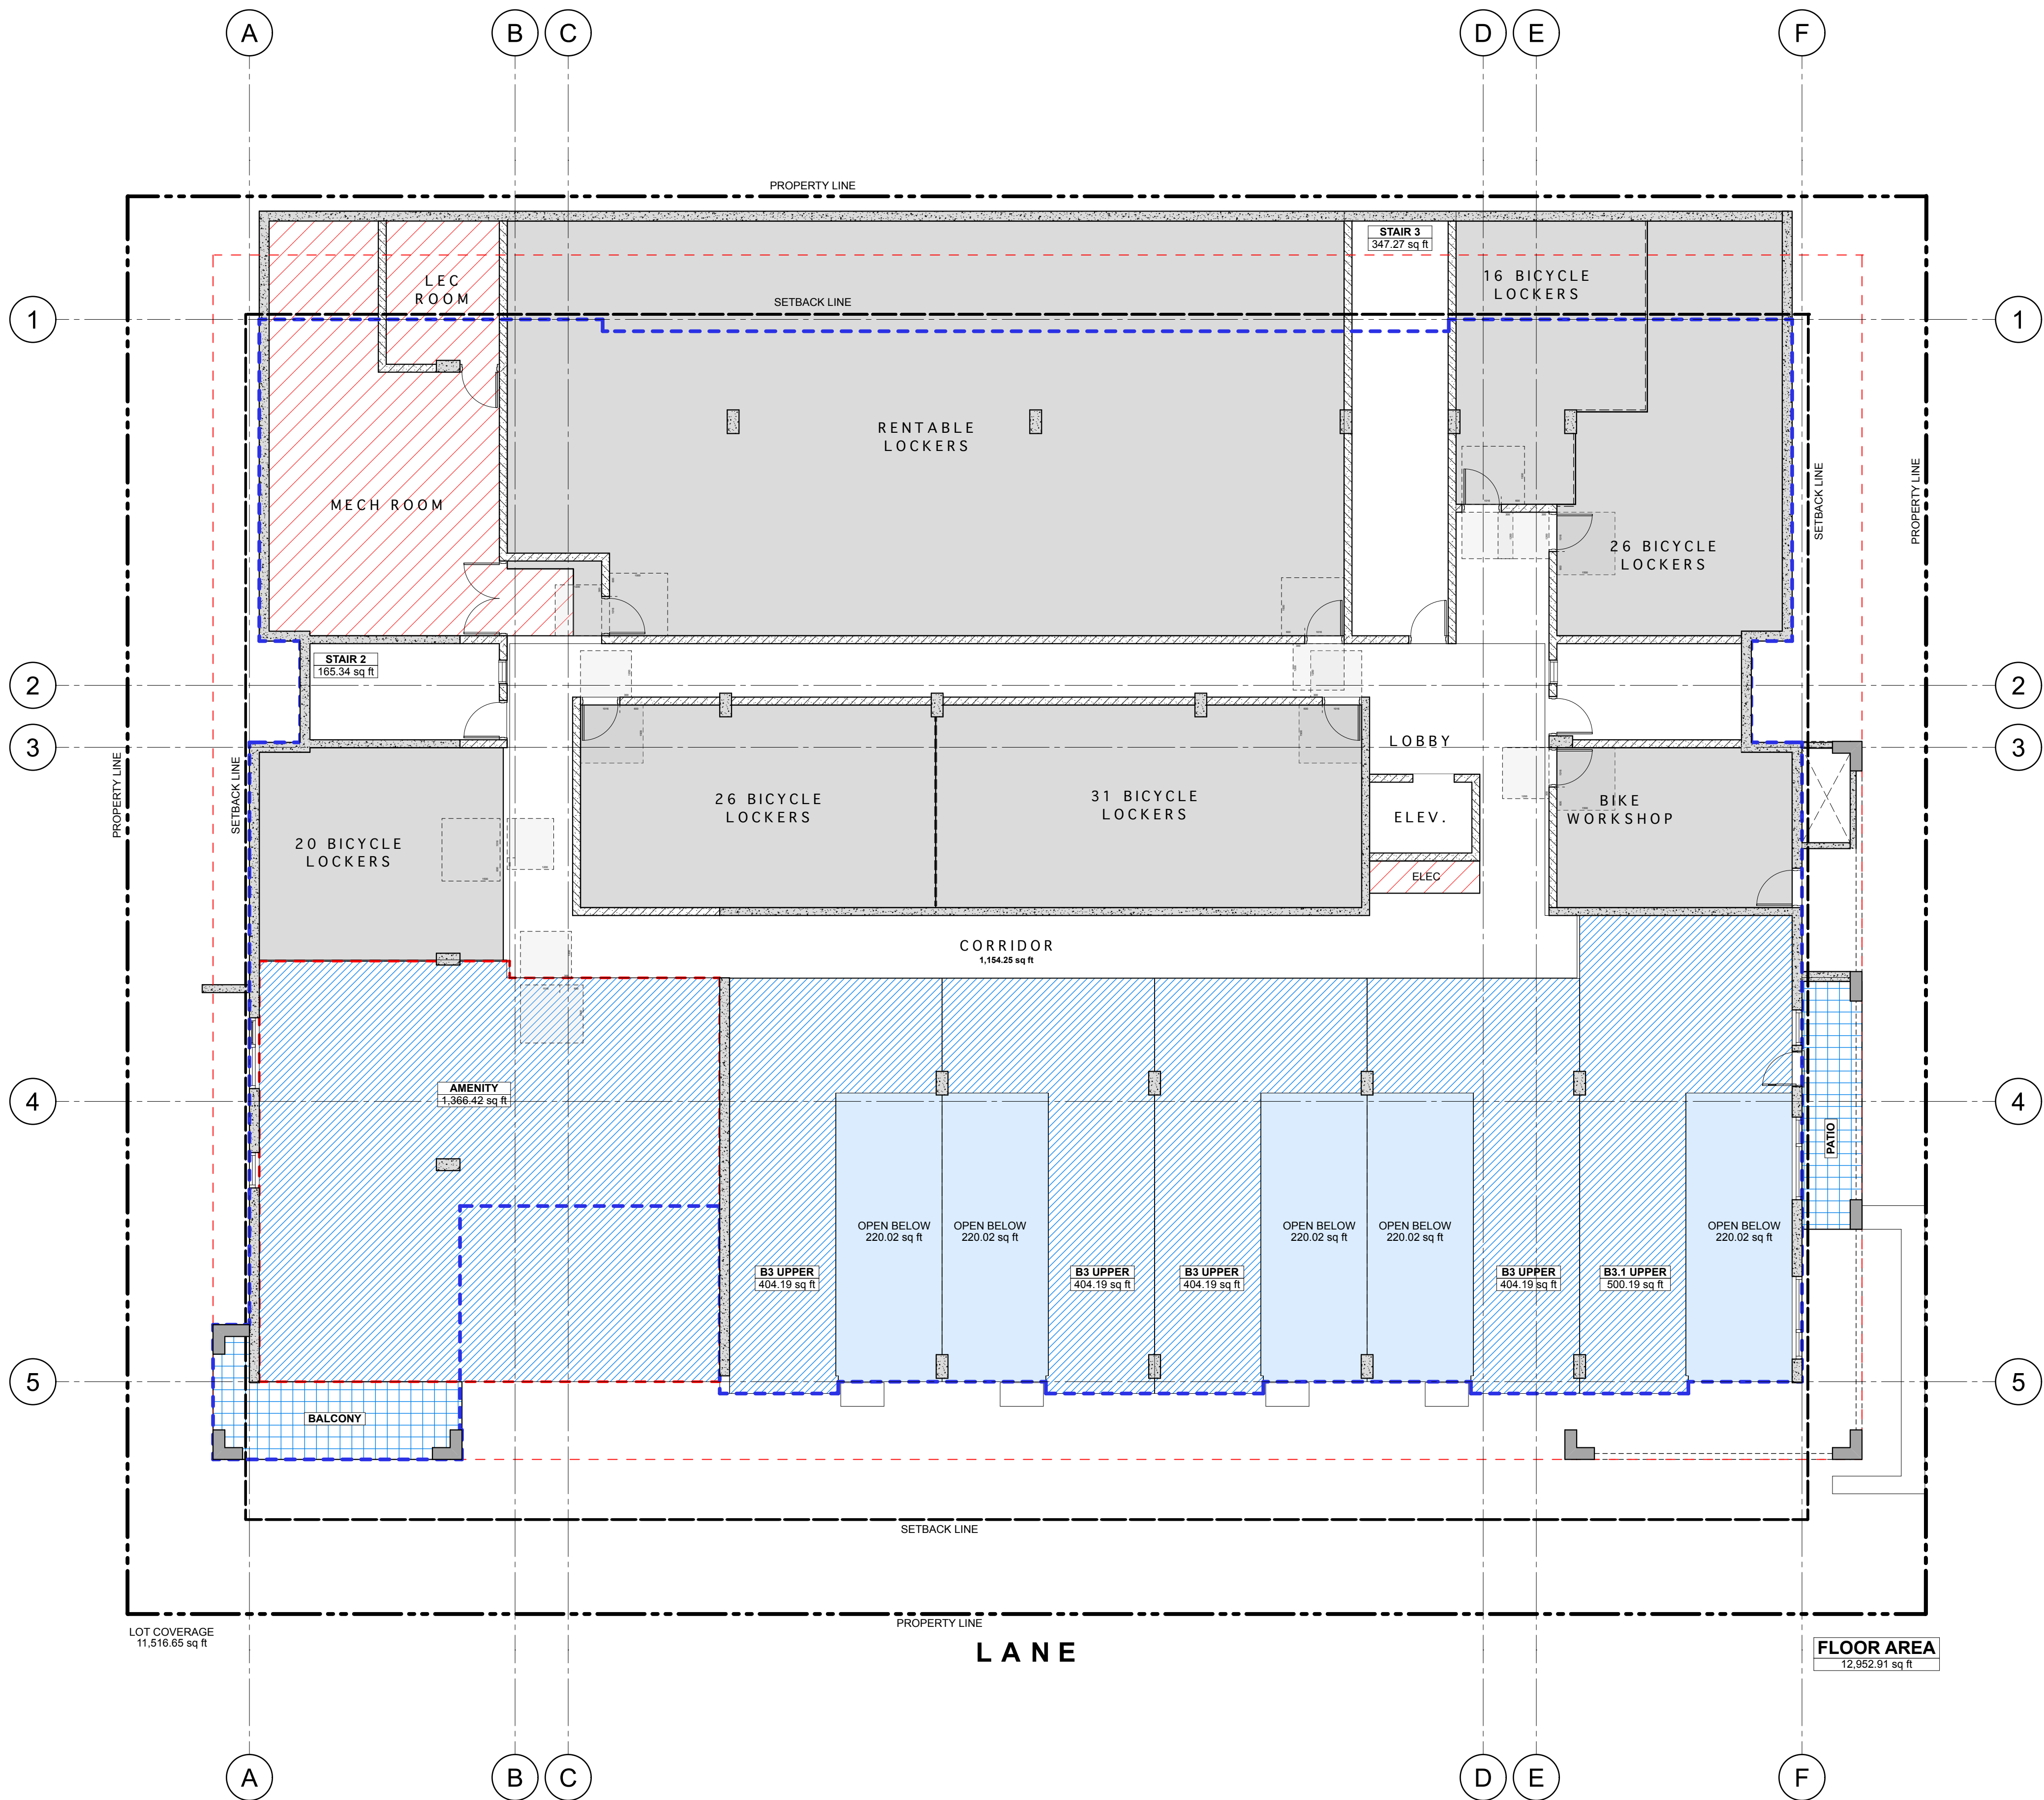 A
B
C
D
E
F
PROPERTY LINE
STAIR 3
347.27 sq ft
LEC
ROOM
16 BICYCLE
LOCKERS
SETBACK LINE
1
1
RENTABLE
LOCKERS
MECH ROOM
SETBACK LINE
PROPERTY LINE
26 BICYCLE
LOCKERS
STAIR 2
165.34 sq ft
2
2
3
3
LOBBY
PROPERTY LINE
SETBACK LINE
20 BICYCLE
LOCKERS
26 BICYCLE
LOCKERS
31 BICYCLE
LOCKERS
ELEV.
BIKE
WORKSHOP
ELEC
CORRIDOR
1,154.25 sq ft
AMENITY
1,366.42 sq ft
4
4
PATIO
OPEN BELOW
220.02 sq ft
OPEN BELOW
220.02 sq ft
OPEN BELOW
220.02 sq ft
OPEN BELOW
220.02 sq ft
OPEN BELOW
220.02 sq ft
B3 UPPER
404.19 sq ft
B3 UPPER
404.19 sq ft
B3 UPPER
404.19 sq ft
B3 UPPER
404.19 sq ft
B3.1 UPPER
500.19 sq ft
5
5
BALCONY
SETBACK LINE
PROPERTY LINE
LOT COVERAGE
11,516.65 sq ft
LANE
FLOOR AREA
12,952.91 sq ft
A
B
C
D
E
F